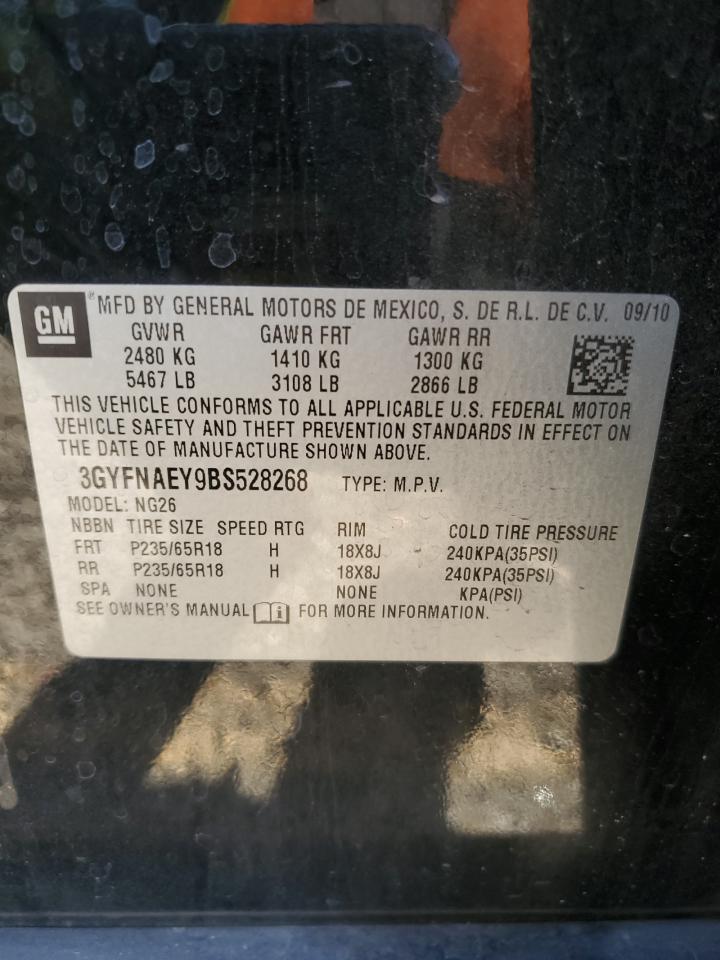 GM ® MFD BY GENERAL MOTORS DE MEXICO, S. DE R.L. DE C.V. 09/10
GVWR GAWR FRT GAWR RR
2480 KG 1410 KG 1300 KG
5467 LB 3108 LB 2866 LB
THIS VEHICLE CONFORMS TO ALL APPLICABLE U.S. FEDERAL MOTOR
VEHICLE SAFETY AND THEFT PREVENTION STANDARDS IN EFFECT ON
THE DATE OF MANUFACTURE SHOWN ABOVE.
3GYFNAEY9BS528268 TYPE: M.P.V.
MODEL: NG26
NBBN TIRE SIZE SPEED RTG RIM COLD TIRE PRESSURE
FRT P235/65R18 H 18X8J 240KPA(35PSI)
RR P235/65R18 H 18X8J 240KPA(35PSI)
SPA NONE NONE KPA(PSI)
SEE OWNER'S MANUAL i FOR MORE INFORMATION.